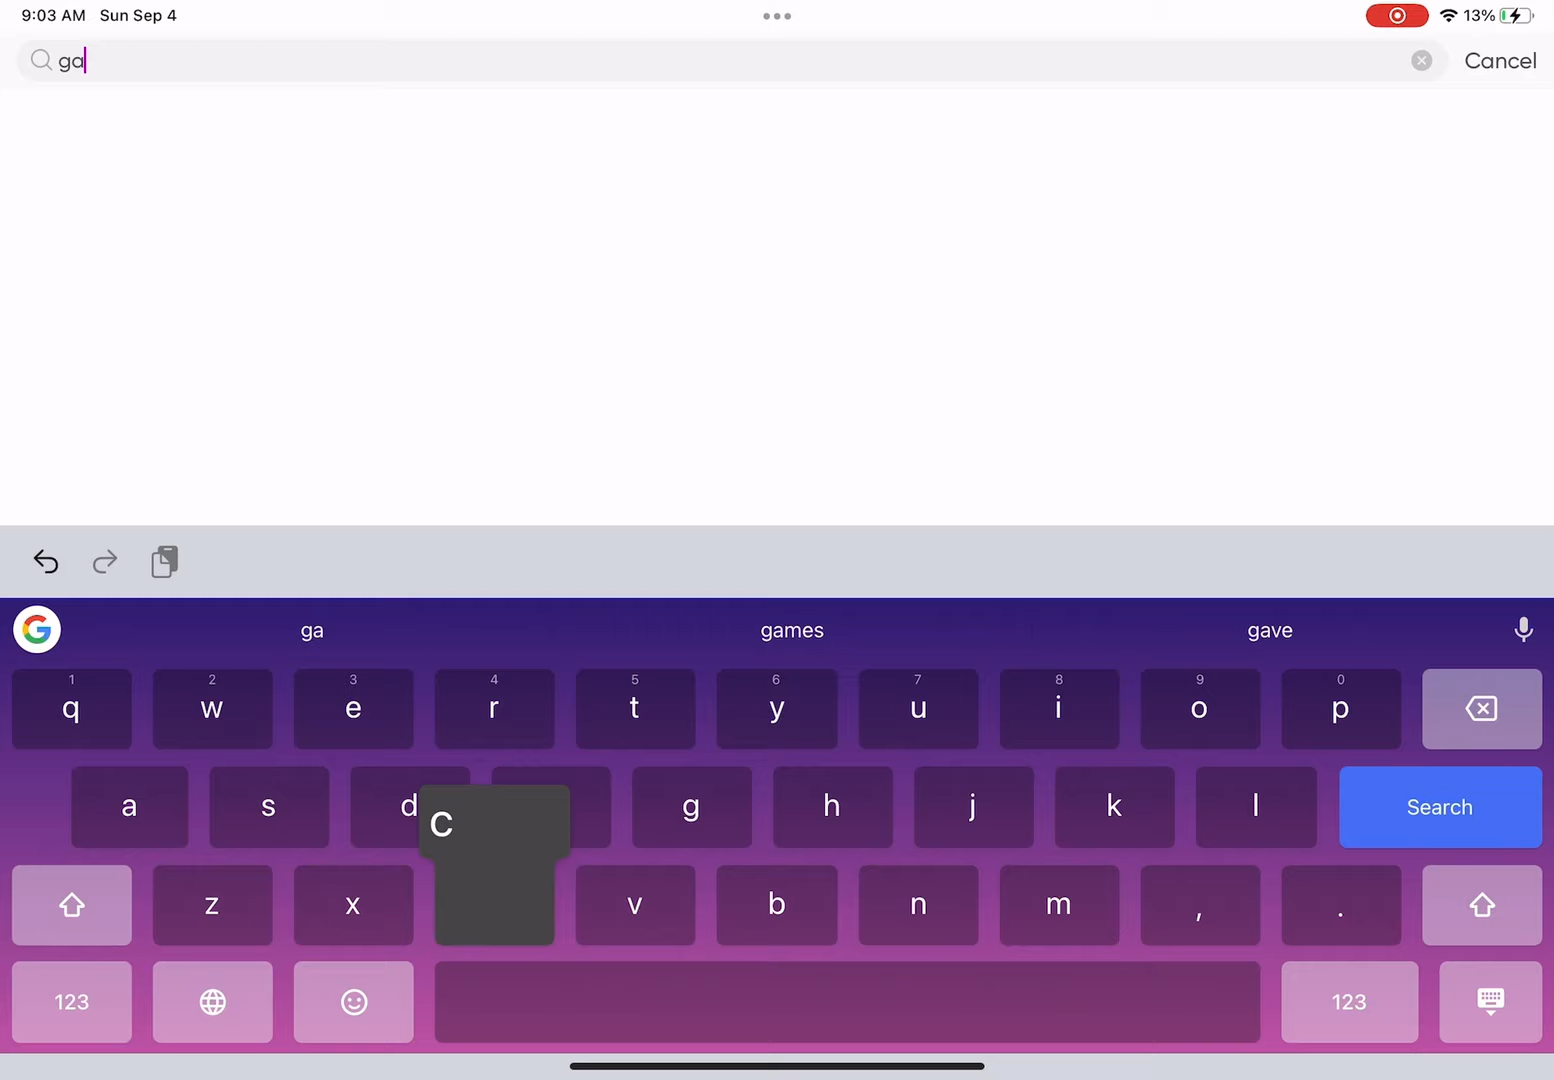 9:03 AM Sun Sep 4
13%
ga
Cancel
ga games gave
1 2 3 4 5 6 7 8 9 0
q w e r t y u i o p
a s d g h j k l Search
c
z x v b n m , .
123 123